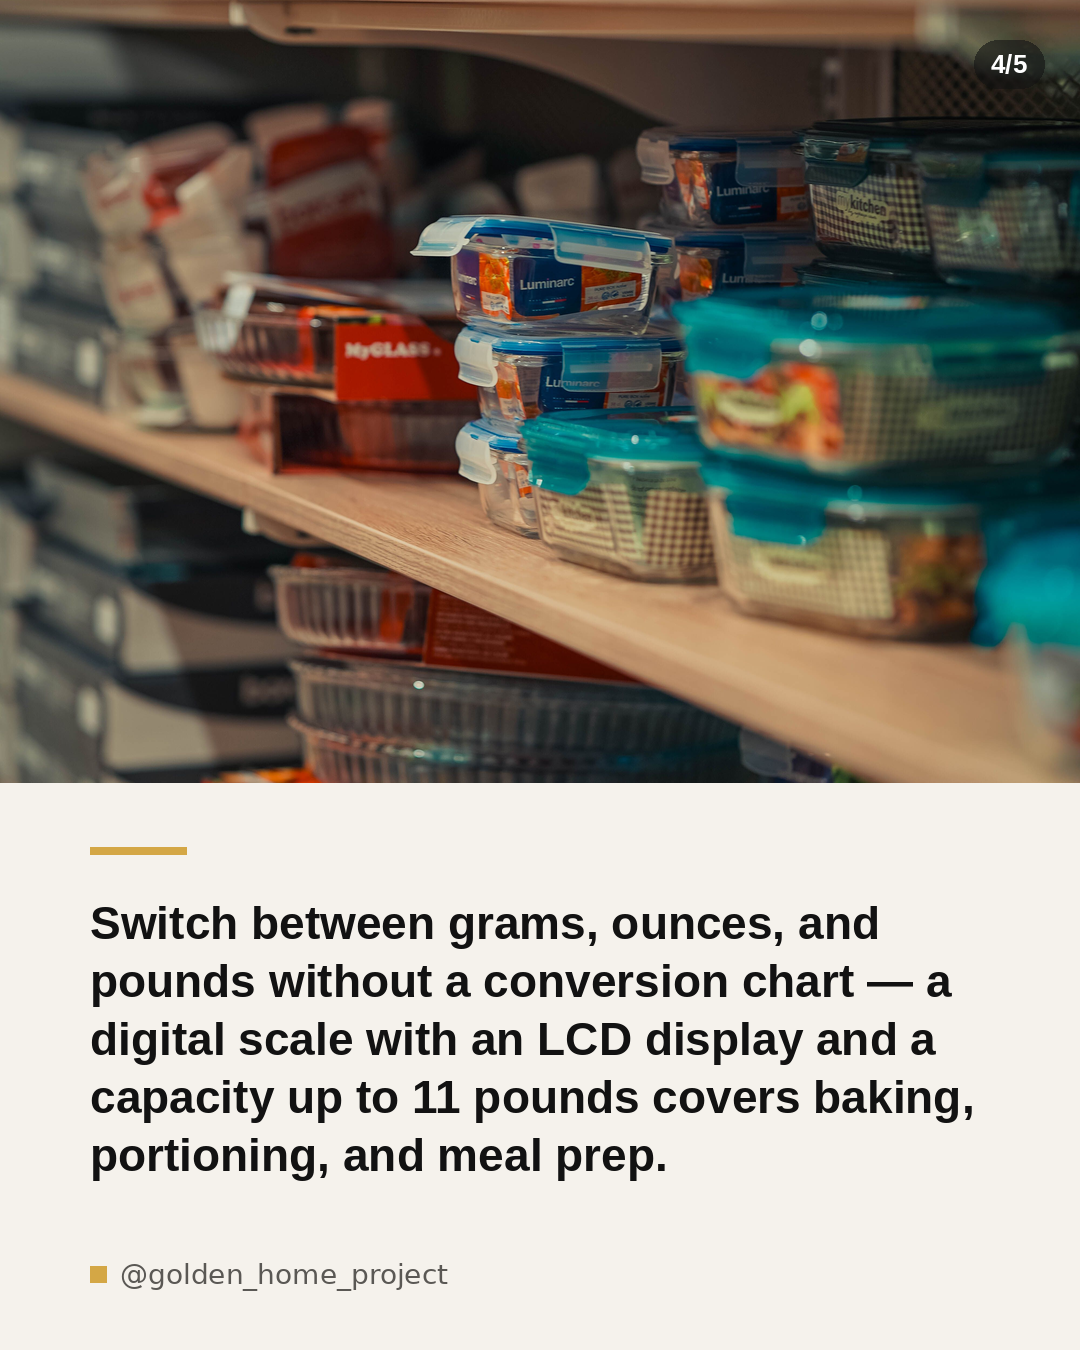 4/5
Luminarc
my kitchen
Luminarc
MyGLASS
Luminarc
Switch between grams, ounces, and
pounds without a conversion chart — a
digital scale with an LCD display and a
capacity up to 11 pounds covers baking,
portioning, and meal prep.
@golden_home_project